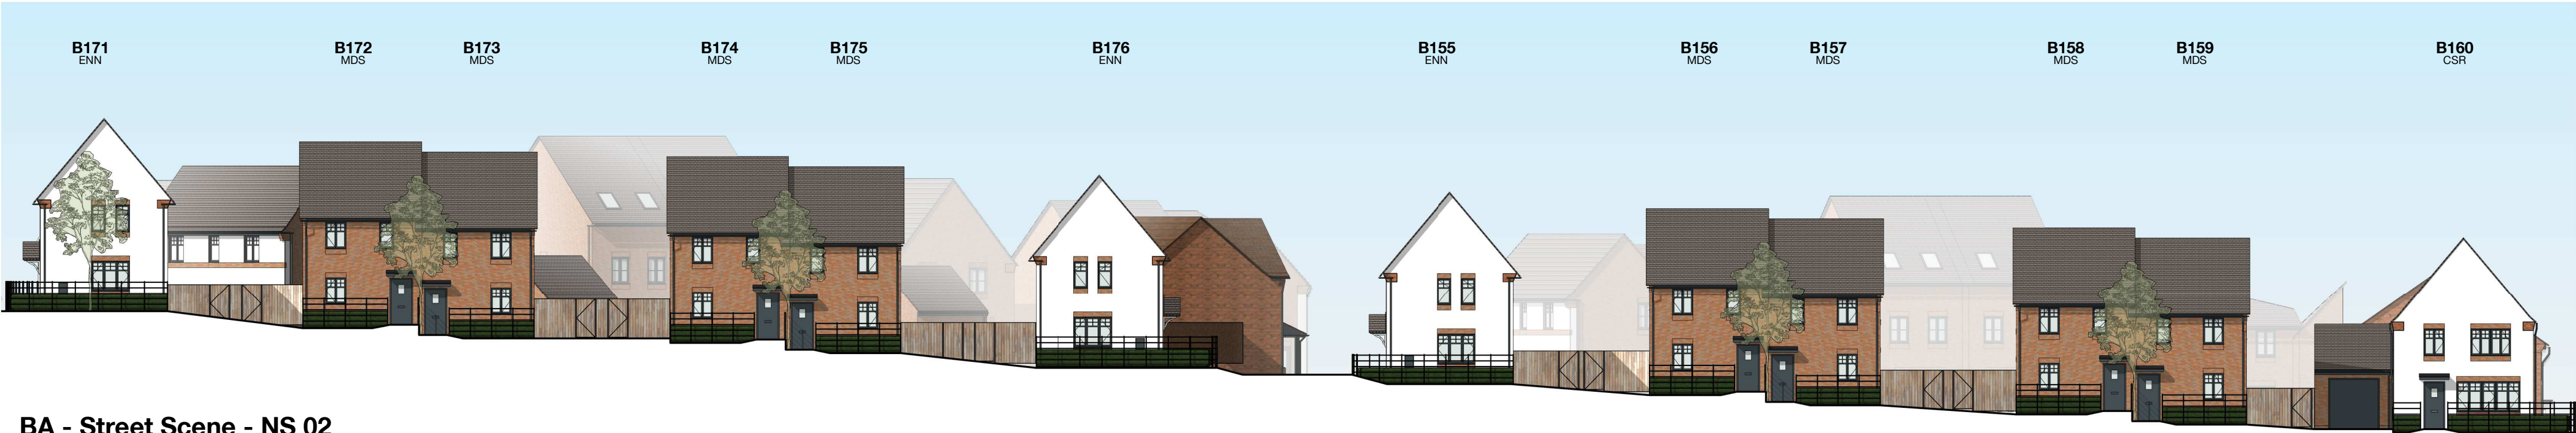 B171
ENN
B172
MDS
B173
MDS
B174
MDS
B175
MDS
B176
ENN
B155
ENN
B156
MDS
B157
MDS
B158
MDS
B159
MDS
B160
CSR
BA - Street Scene - NS 02